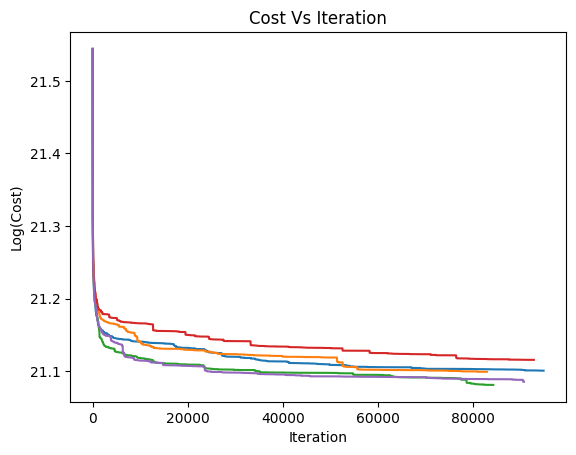 Cost Vs Iteration
Log(Cost)
21.5
21.4
21.3
21.2
21.1
0 20000 40000 60000 80000
Iteration